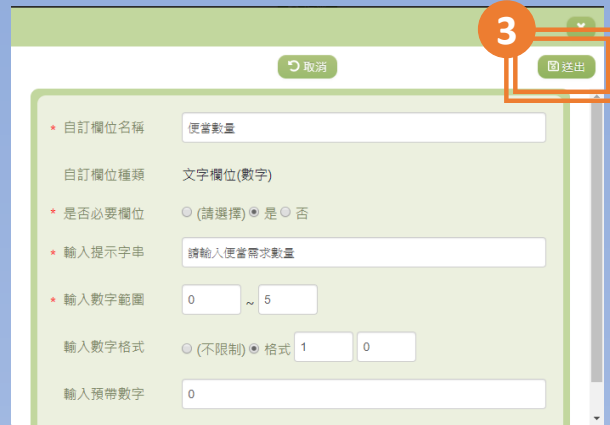 3
取消
送出
* 自訂欄位名稱 便當數量
自訂欄位種類 文字欄位(數字)
* 是否必要欄位 (請選擇) 是 否
* 輸入提示字串 請輸入便當需求數量
* 輸入數字範圍 0 ~ 5
輸入數字格式 (不限制) 格式 1 0
輸入預帶數字 0